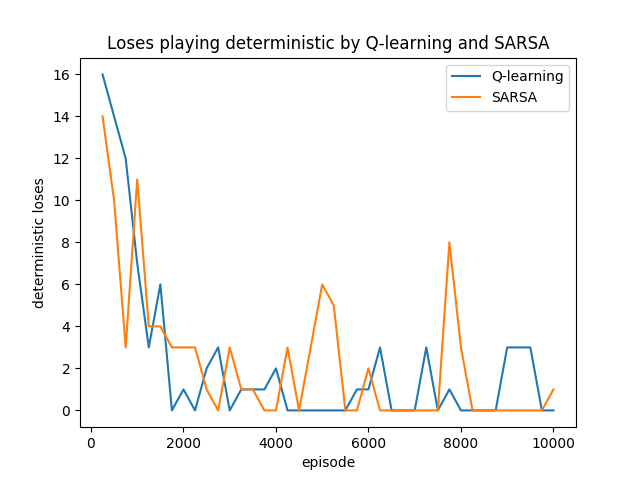 Loses playing deterministic by Q-learning and SARSA
Q-learning
SARSA
16
14
12
10
8
6
4
2
0
deterministic loses
0 2000 4000 6000 8000 10000
episode